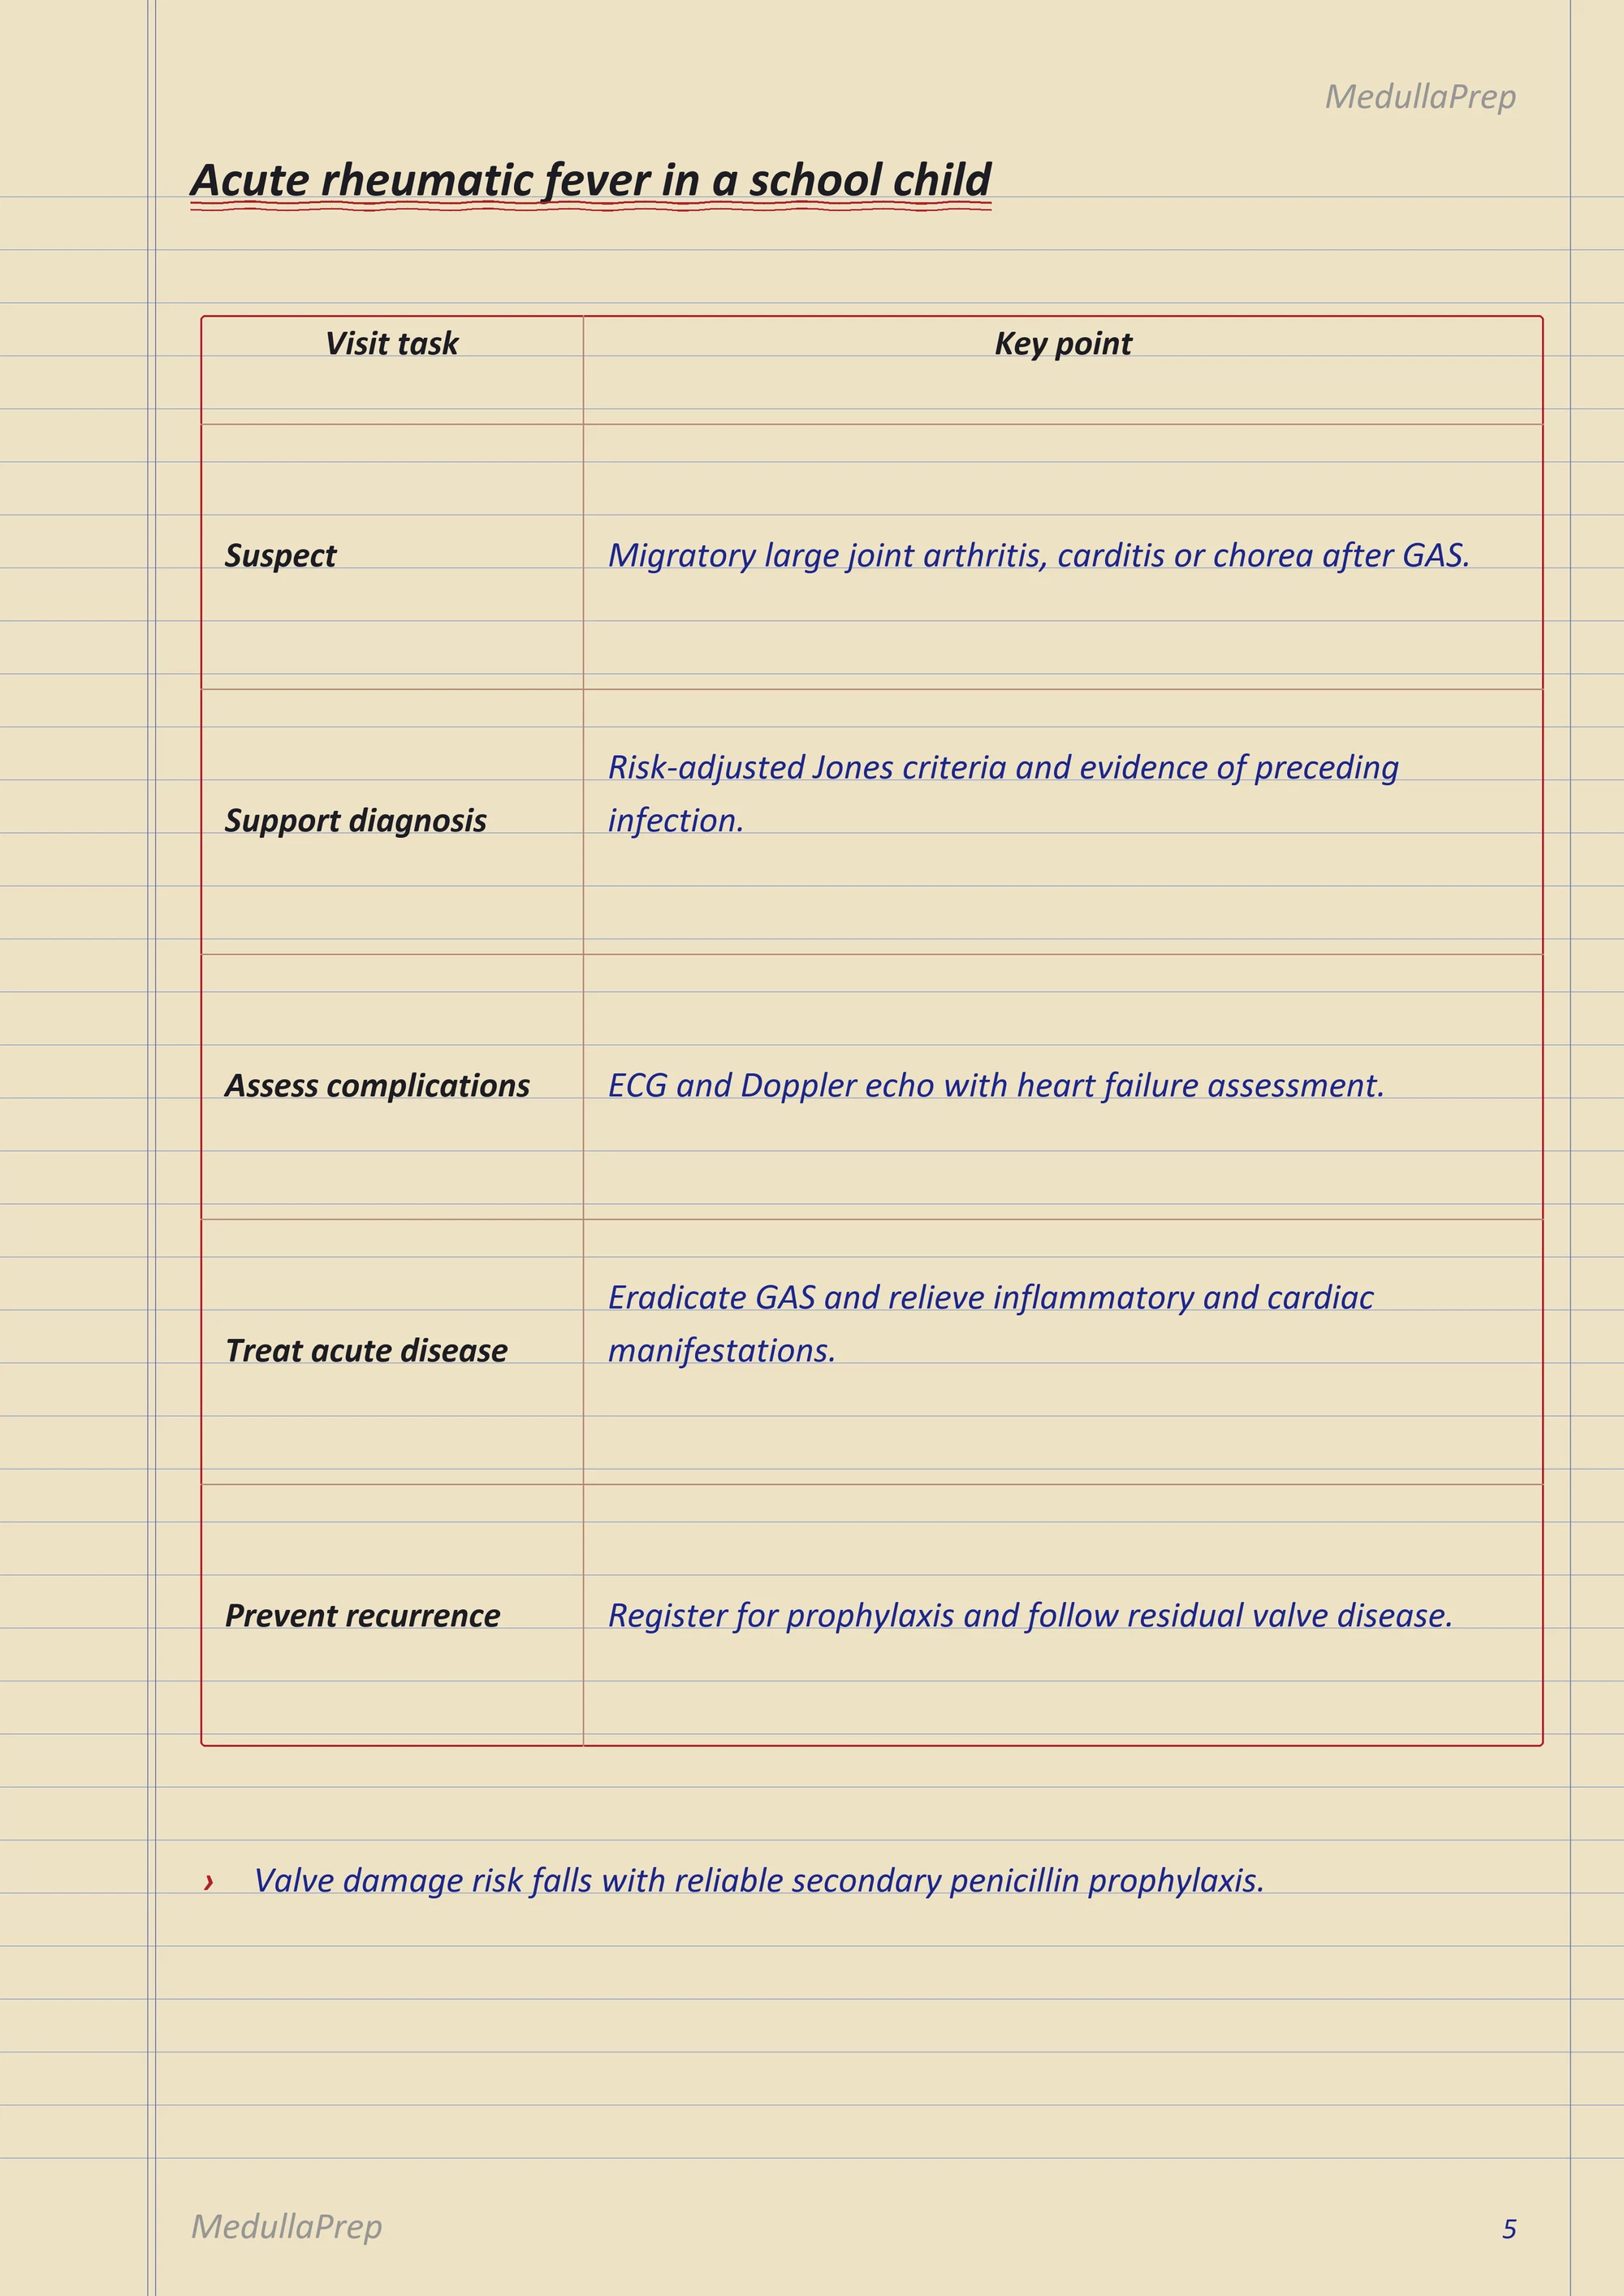 MedullaPrep
Acute rheumatic fever in a school child
Visit task Key point
Suspect Migratory large joint arthritis, carditis or chorea after GAS.
Risk-adjusted Jones criteria and evidence of preceding
Support diagnosis infection.
Assess complications ECG and Doppler echo with heart failure assessment.
Eradicate GAS and relieve inflammatory and cardiac
Treat acute disease manifestations.
Prevent recurrence Register for prophylaxis and follow residual valve disease.
› Valve damage risk falls with reliable secondary penicillin prophylaxis.
MedullaPrep 5